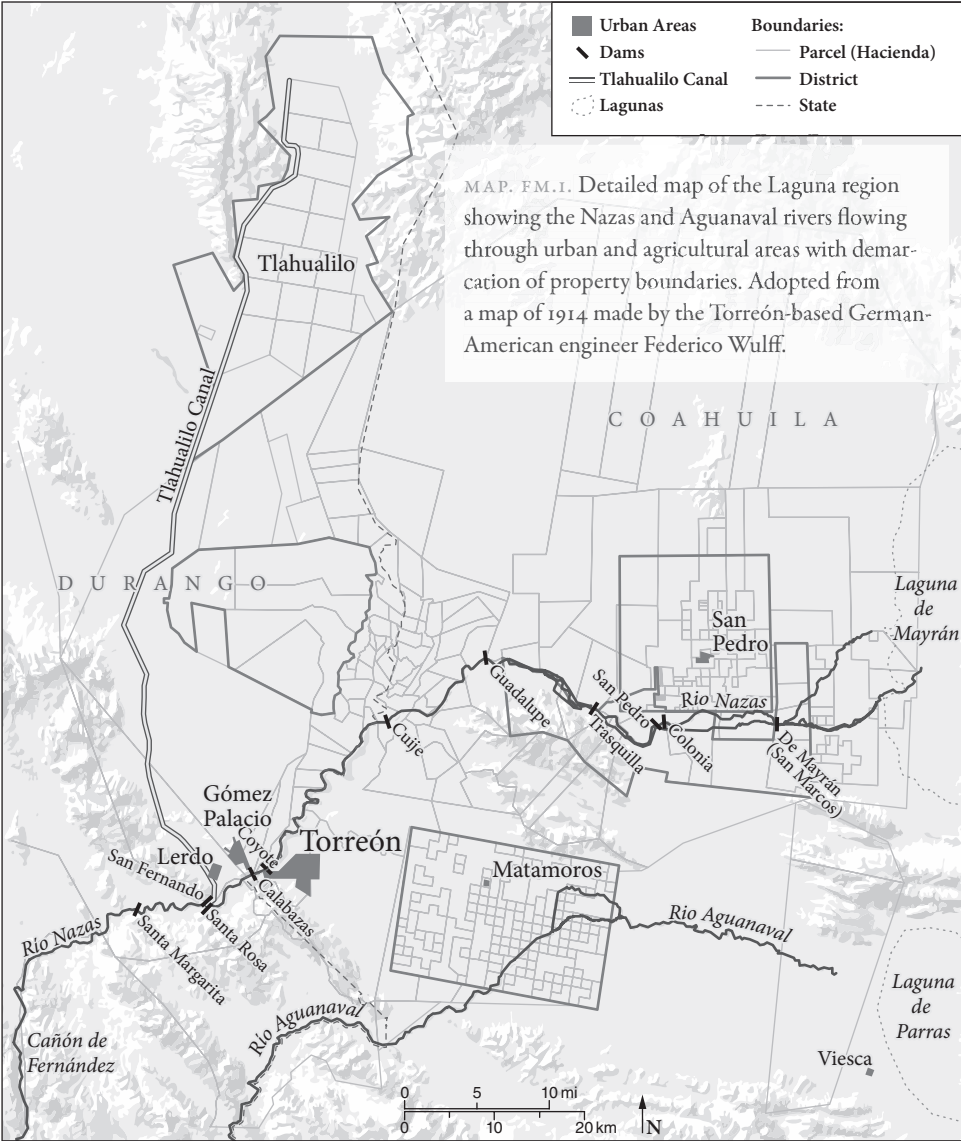 Urban Areas
Dams
Tlahualilo Canal
Lagunas
Boundaries:
Parcel (Hacienda)
District
State
MAP. FM.1. Detailed map of the Laguna region
showing the Nazas and Aguanaval rivers flowing
through urban and agricultural areas with demar-
cation of property boundaries. Adopted from
a map of 1914 made by the Torreón-based German-
American engineer Federico Wulff.
Tlahualilo
Tlahualilo Canal
COAHUILA
DURANGO
Laguna
de
Mayrán
San
Pedro
Guadalupe
San Pedro
Rio Nazas
Trasquilla
Colonia
De Mayrán
(San Marcos)
Cuije
Gómez
Palacio
Coyote
Torreón
Lerdo
San Fernando
Calabazas
Matamoros
Santa Rosa
Santa Margarita
Río Nazas
Rio Aguanaval
Río Aguanaval
Laguna
de
Parras
Cañón de
Fernández
Viesca
0 5 10 mi
0 10 20 km
N